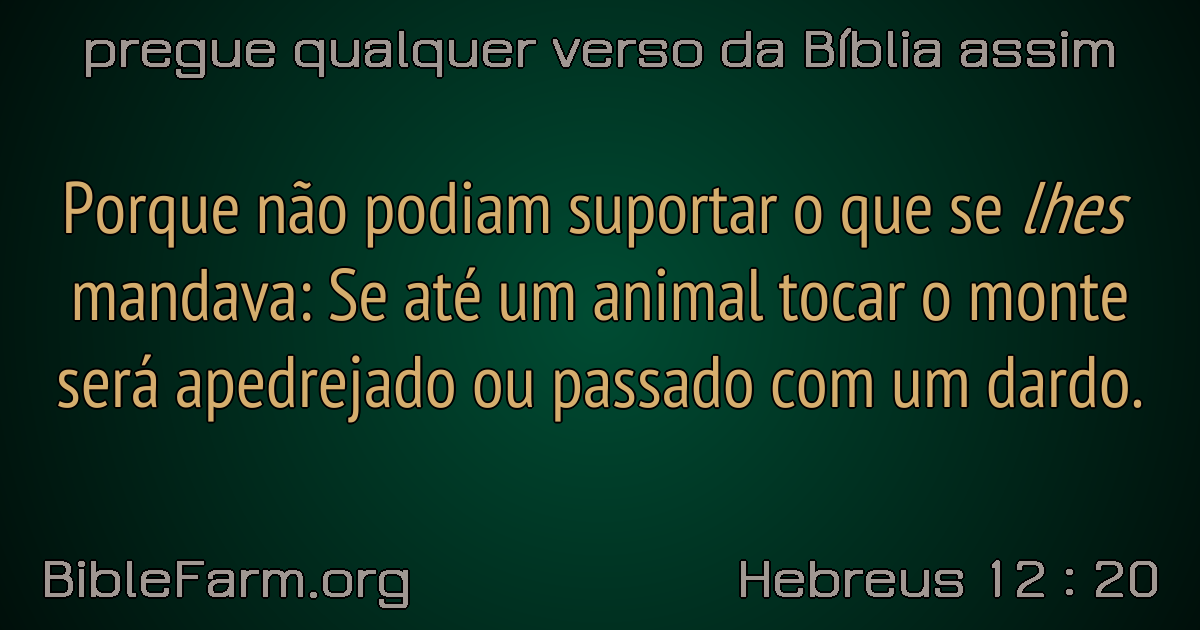 pregue qualquer verso da Bíblia assim
Porque não podiam suportar o que se lhes
mandava: Se até um animal tocar o monte
será apedrejado ou passado com um dardo.
BibleFarm.org
Hebreus 12 : 20